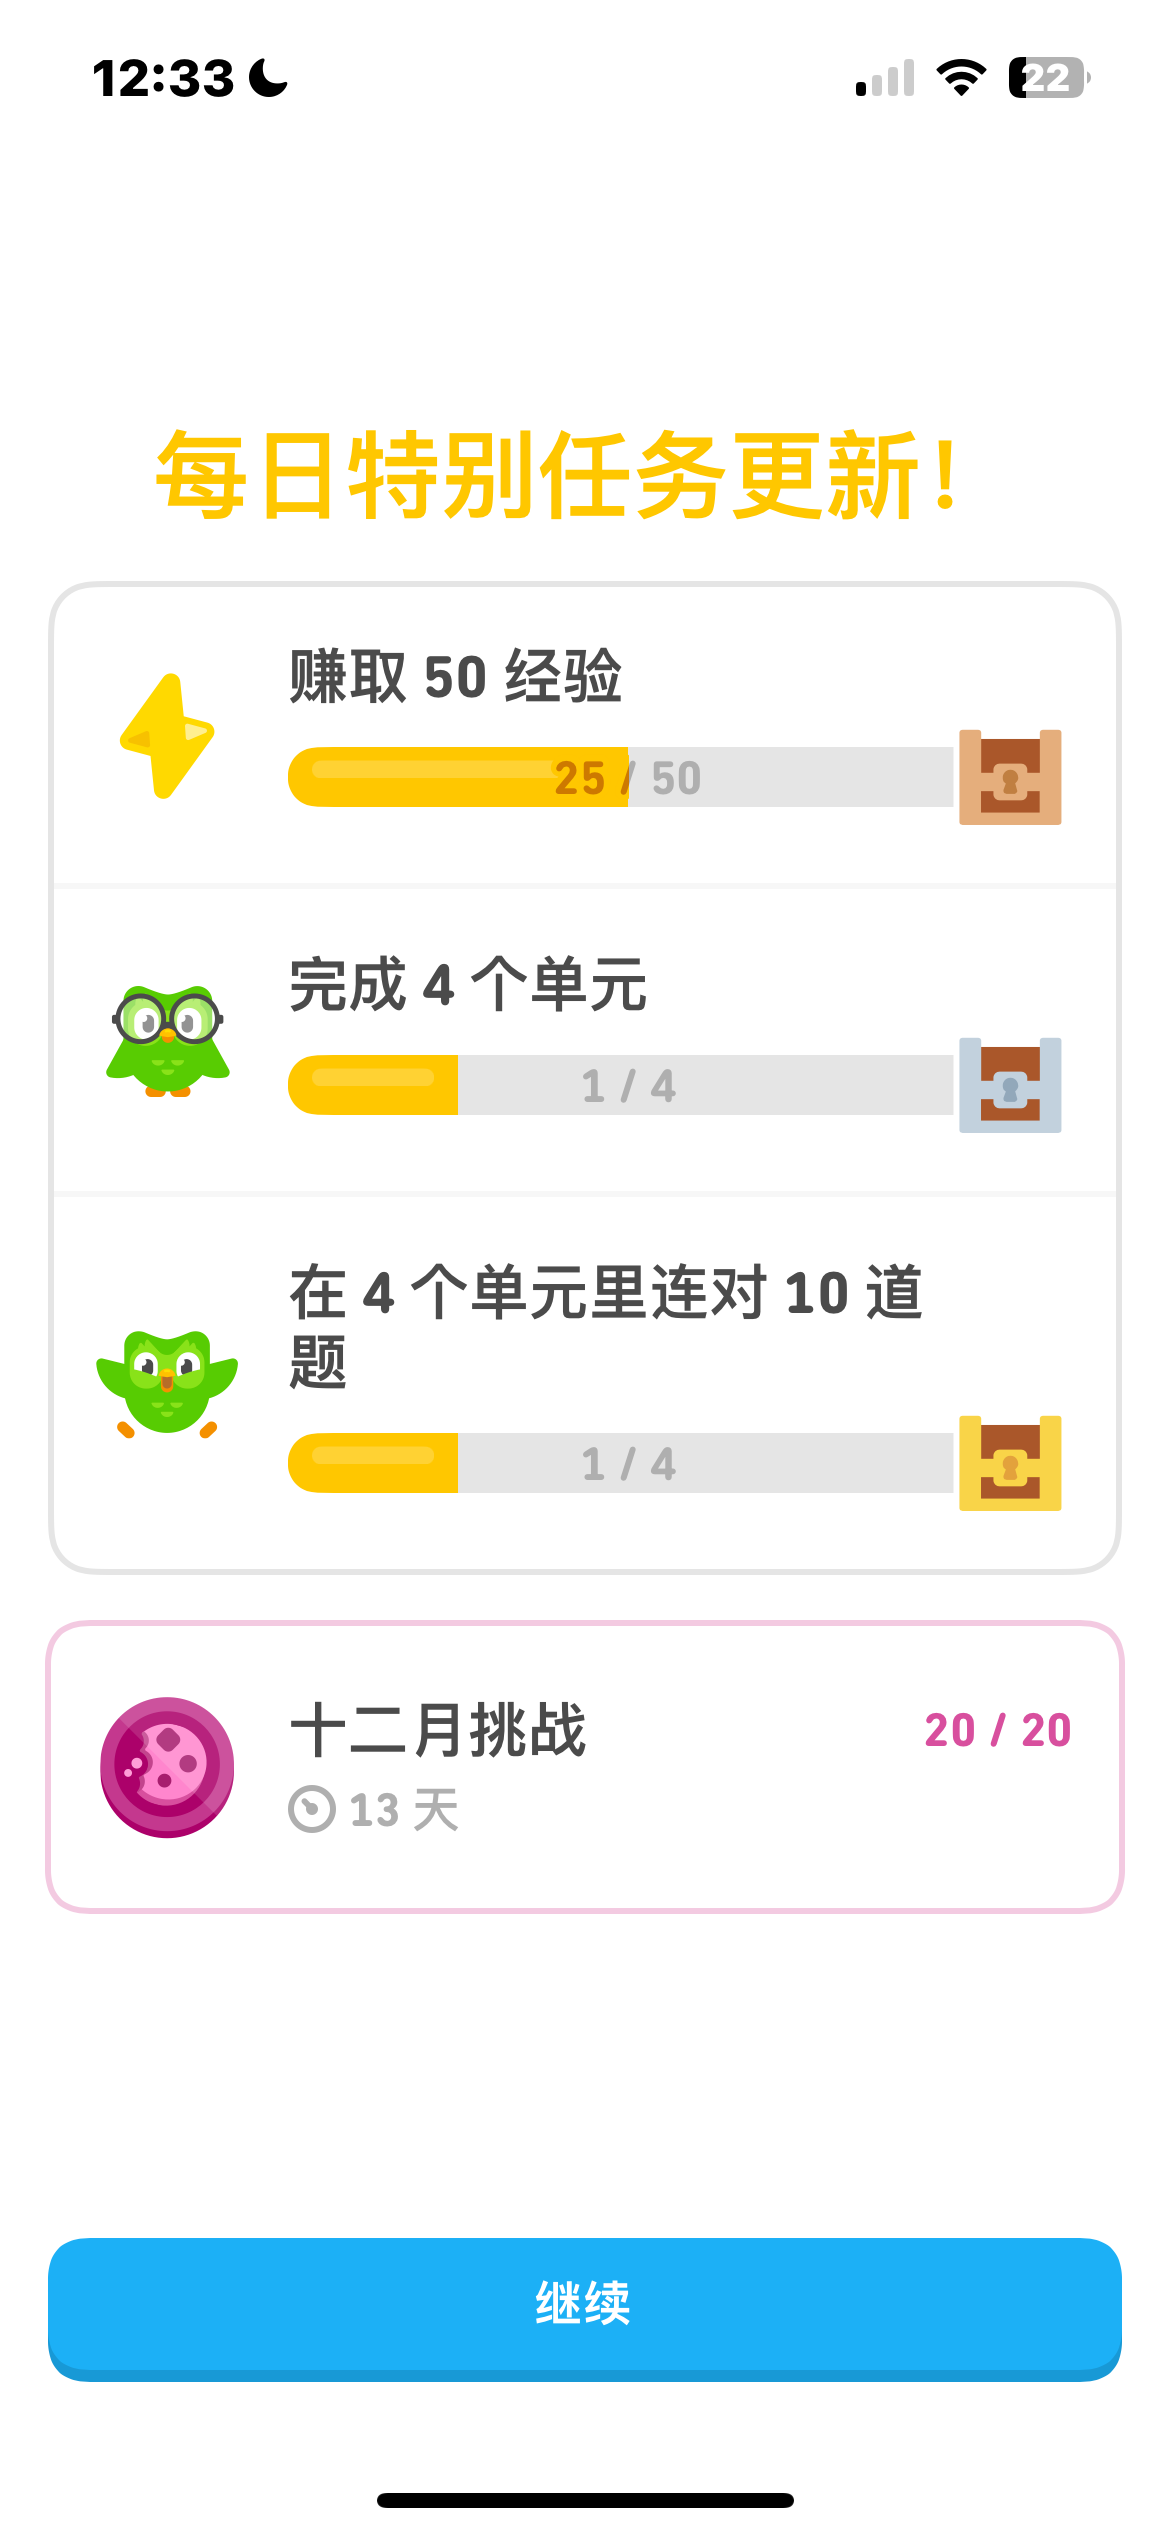 12:33
22
每日特别任务更新！
赚取 50 经验
25 / 50
完成 4 个单元
1 / 4
在 4 个单元里连对 10 道
题
1 / 4
十二月挑战
20 / 20
13 天
继续